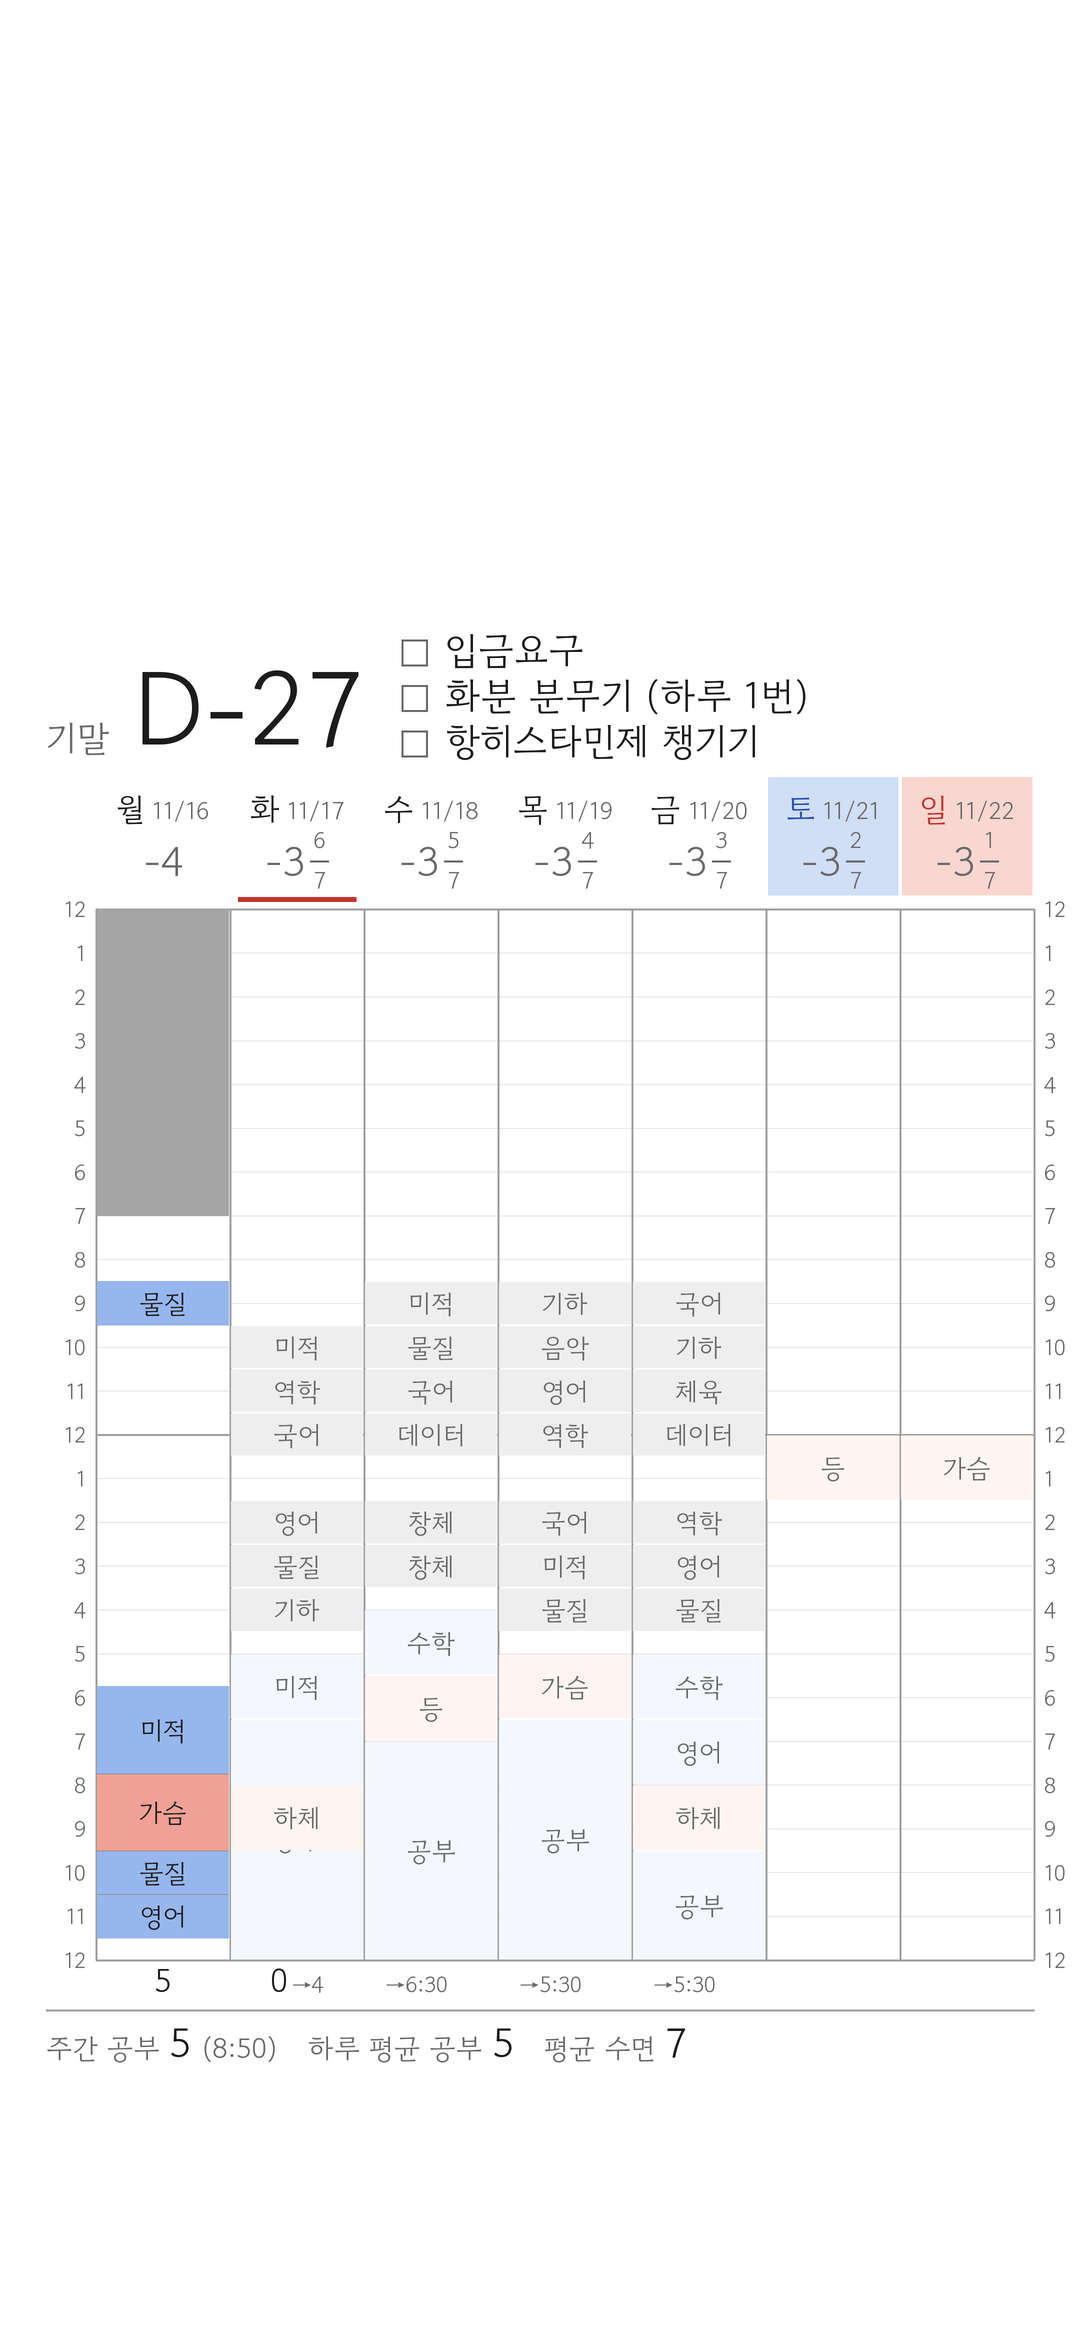 기말 D-27
□ 입금요구
□ 화분 분무기 (하루 1번)
□ 항히스타민제 챙기기
월 11/16 화 11/17 수 11/18 목 11/19 금 11/20 토 11/21 일 11/22
-4 -3 6/7 -3 5/7 -3 4/7 -3 3/7 -3 2/7 -3 1/7
12 12
1 1
2 2
3 3
4 4
5 5
6 6
7 7
8 8
9 물질 미적 기하 국어 9
10 미적 물질 음악 기하 10
11 역학 국어 영어 체육 11
12 국어 데이터 역학 데이터 12
등 가슴
1 1
2 영어 창체 국어 역학 2
3 물질 창체 미적 영어 3
4 기하 물질 물질 4
수학
5 5
미적 가슴 수학
6 6
등
미적
7 영어 7
8 8
가슴 하체 하체
9 9
공부 공부
10 물질 10
공부
11 영어 11
12 12
5 0→4 →6:30 →5:30 →5:30
주간 공부 5 (8:50) 하루 평균 공부 5 평균 수면 7